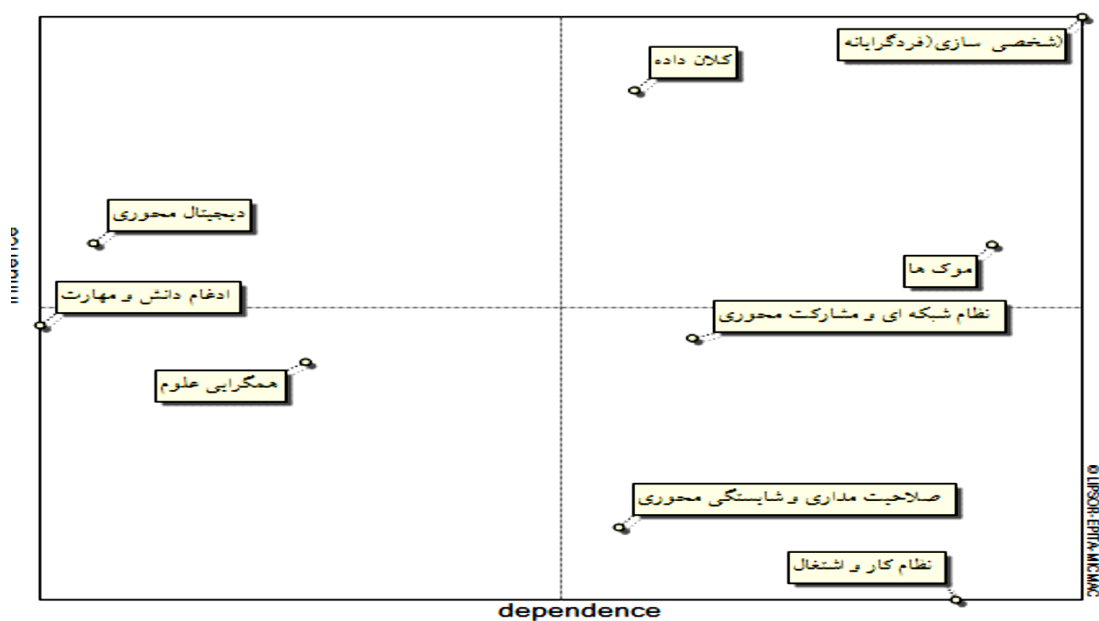 (شخصی سازی(فردگرایانه
کلان داده
دیجیتال محوری
influence
موک ها
ادغام دانش و مهارت
نظام شبکه ای و مشارکت محوری
همگرایی علوم
صلاحیت مداری و شایستگی محوری
نظام کار و اشتغال
dependence
© LIPSOR-EPITA-MICMAC